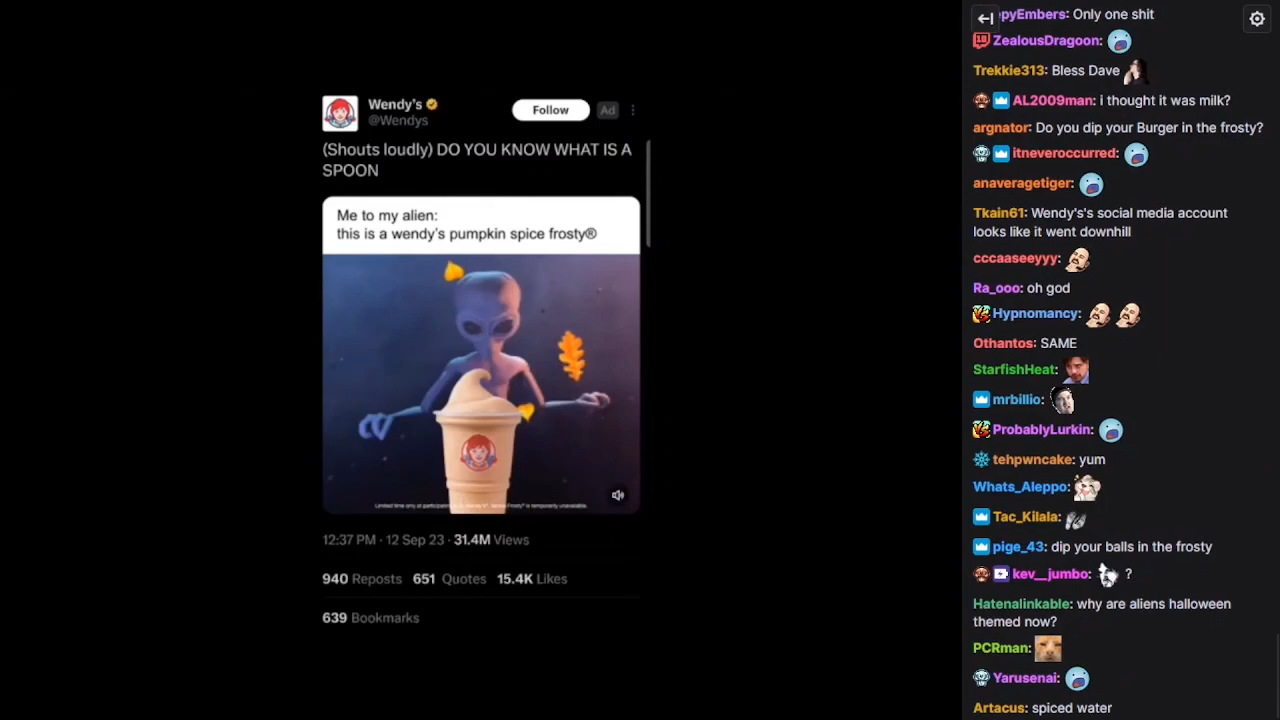 Wendy's
@Wendys
Follow
Ad
(Shouts loudly) DO YOU KNOW WHAT IS A
SPOON
Me to my alien:
this is a wendy's pumpkin spice frosty®
12:37 PM · 12 Sep 23 · 31.4M Views
940 Reposts 651 Quotes 15.4K Likes
639 Bookmarks
pyEmbers: Only one shit
ZealousDragoon:
Trekkie313: Bless Dave
AL2009man: i thought it was milk?
argnator: Do you dip your Burger in the frosty?
itneveroccurred:
anaveragetiger:
Tkain61: Wendy's's social media account
looks like it went downhill
cccaaseeyyy:
Ra_ooo: oh god
Hypnomancy:
Othantos: SAME
StarfishHeat:
mrbillio:
ProbablyLurkin:
tehpwncake: yum
Whats_Aleppo:
Tac_Kilala:
pige_43: dip your balls in the frosty
kev__jumbo: ?
Hatenalinkable: why are aliens halloween
themed now?
PCRman:
Yarusenai:
Artacus: spiced water